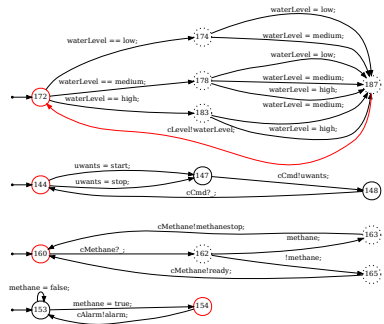 waterLevel = low;
174
waterLevel == low;
waterLevel = medium;
waterLevel = low;
waterLevel == medium;
178
waterLevel = medium;
187
172
waterLevel = high;
waterLevel == high;
waterLevel = medium;
183
cLevel!waterLevel;
waterLevel = high;
uwants = start;
147
cCmd!uwants;
144
uwants = stop;
148
cCmd?_;
cMethane!methanestop;
163
methane;
cMethane?_;
160
162
!methane;
cMethane!ready;
165
methane = false;
methane = true;
154
153
cAlarm!alarm;